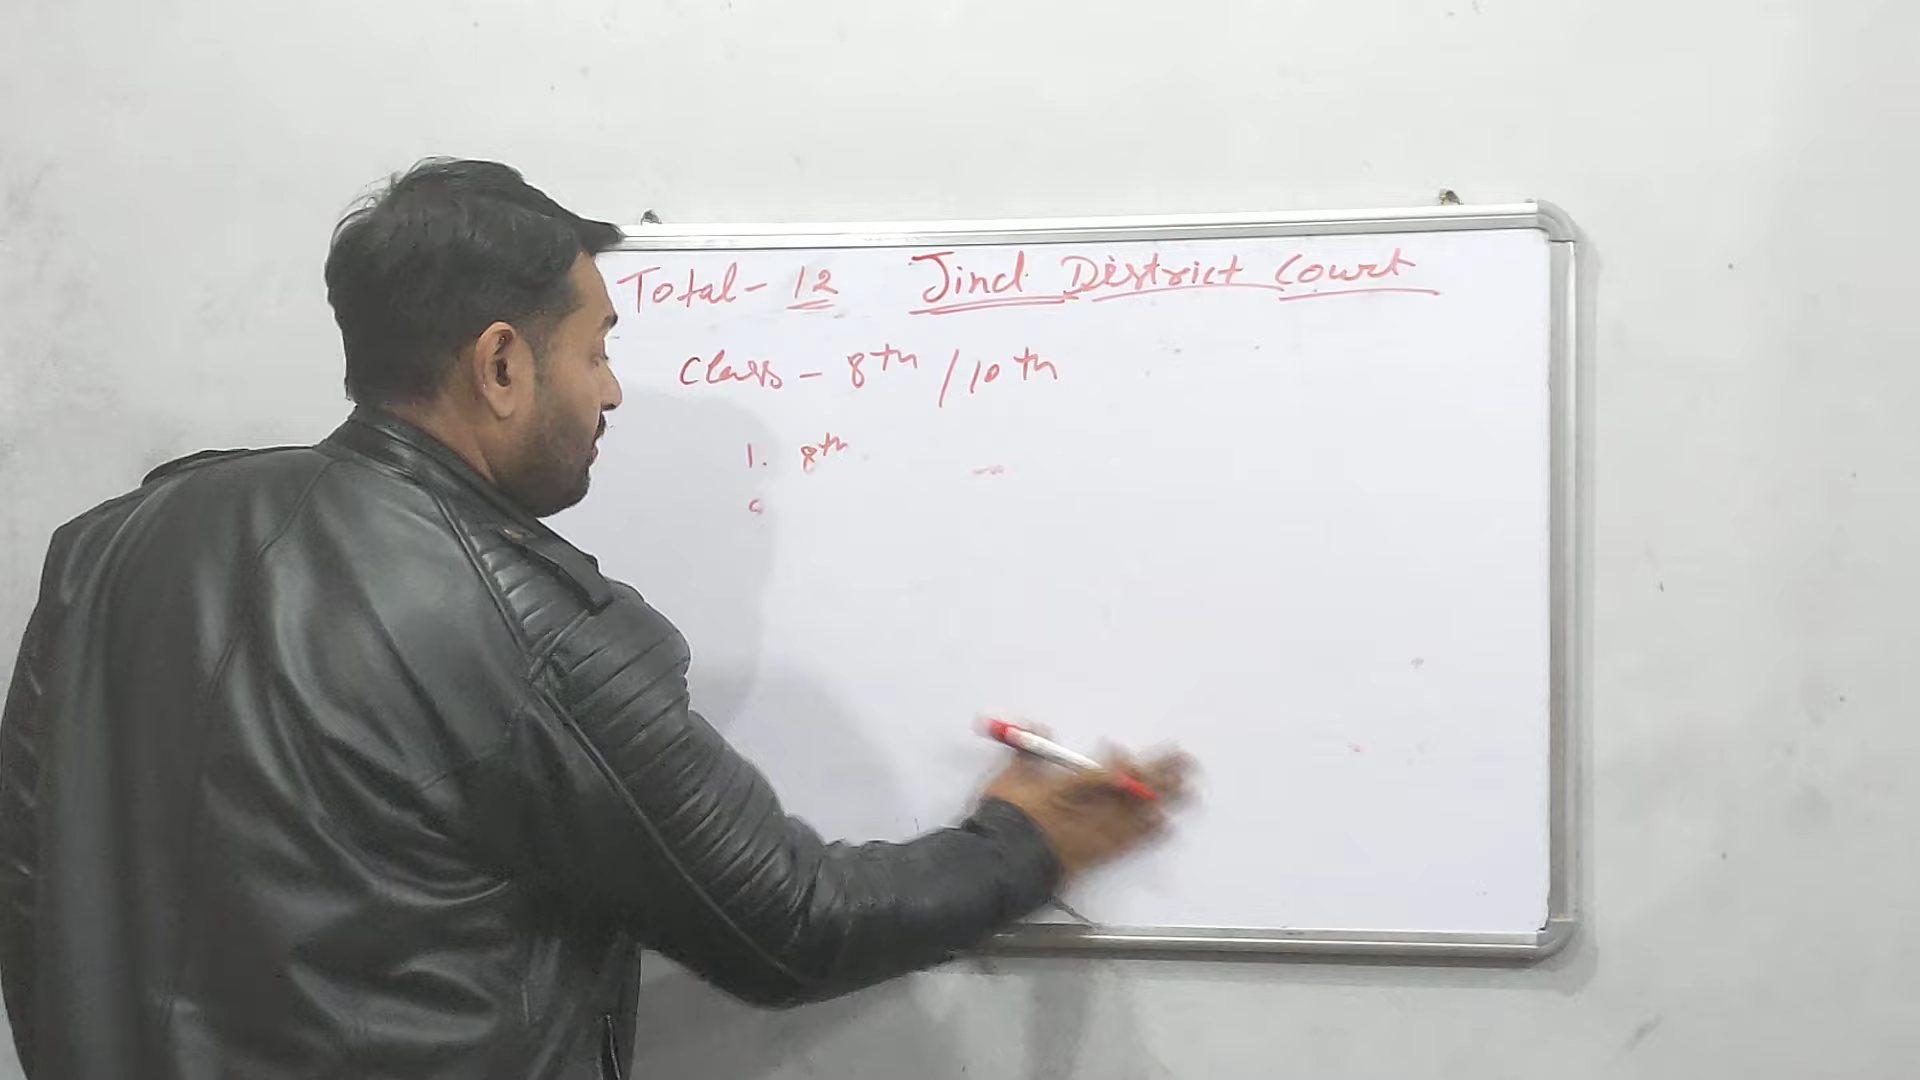 Total - 12 Jind District Court
Class - 8th / 10th
1. 8th